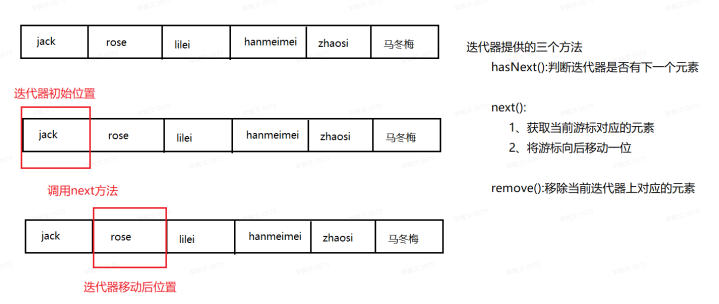 jack rose lilei hanmeimei zhaosi 马冬梅
迭代器初始位置
jack rose lilei hanmeimei zhaosi 马冬梅
调用next方法
jack rose lilei hanmeimei zhaosi 马冬梅
迭代器移动后位置
迭代器提供的三个方法
hasNext():判断迭代器是否有下一个元素
next():
1、获取当前游标对应的元素
2、将游标向后移动一位
remove():移除当前迭代器上对应的元素